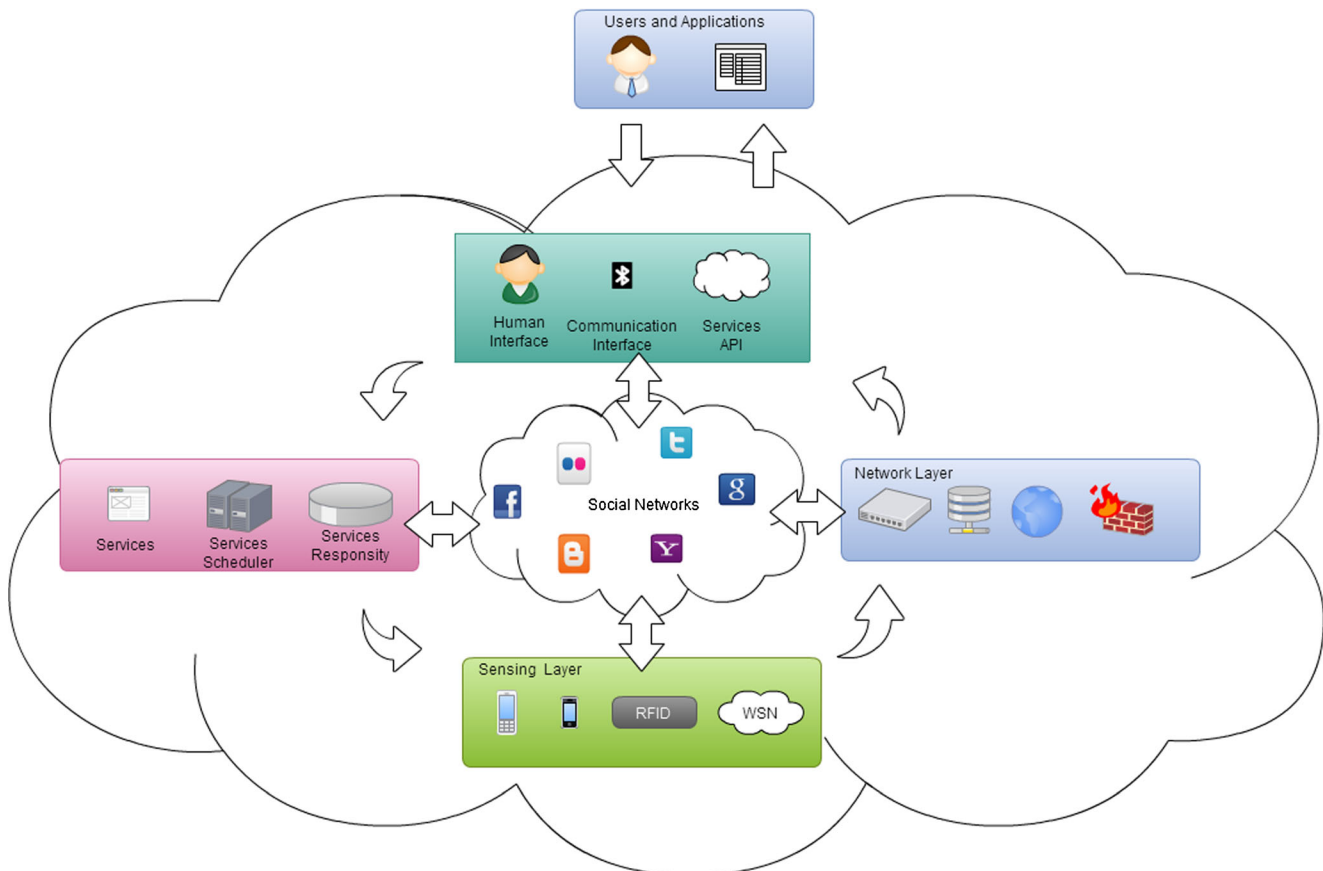 Users and Applications
Human
Interface
Communication
Interface
Services
API
Social Networks
f
t
g
B
Y
Services
Services
Scheduler
Services
Responsity
Network Layer
Sensing Layer
RFID
WSN